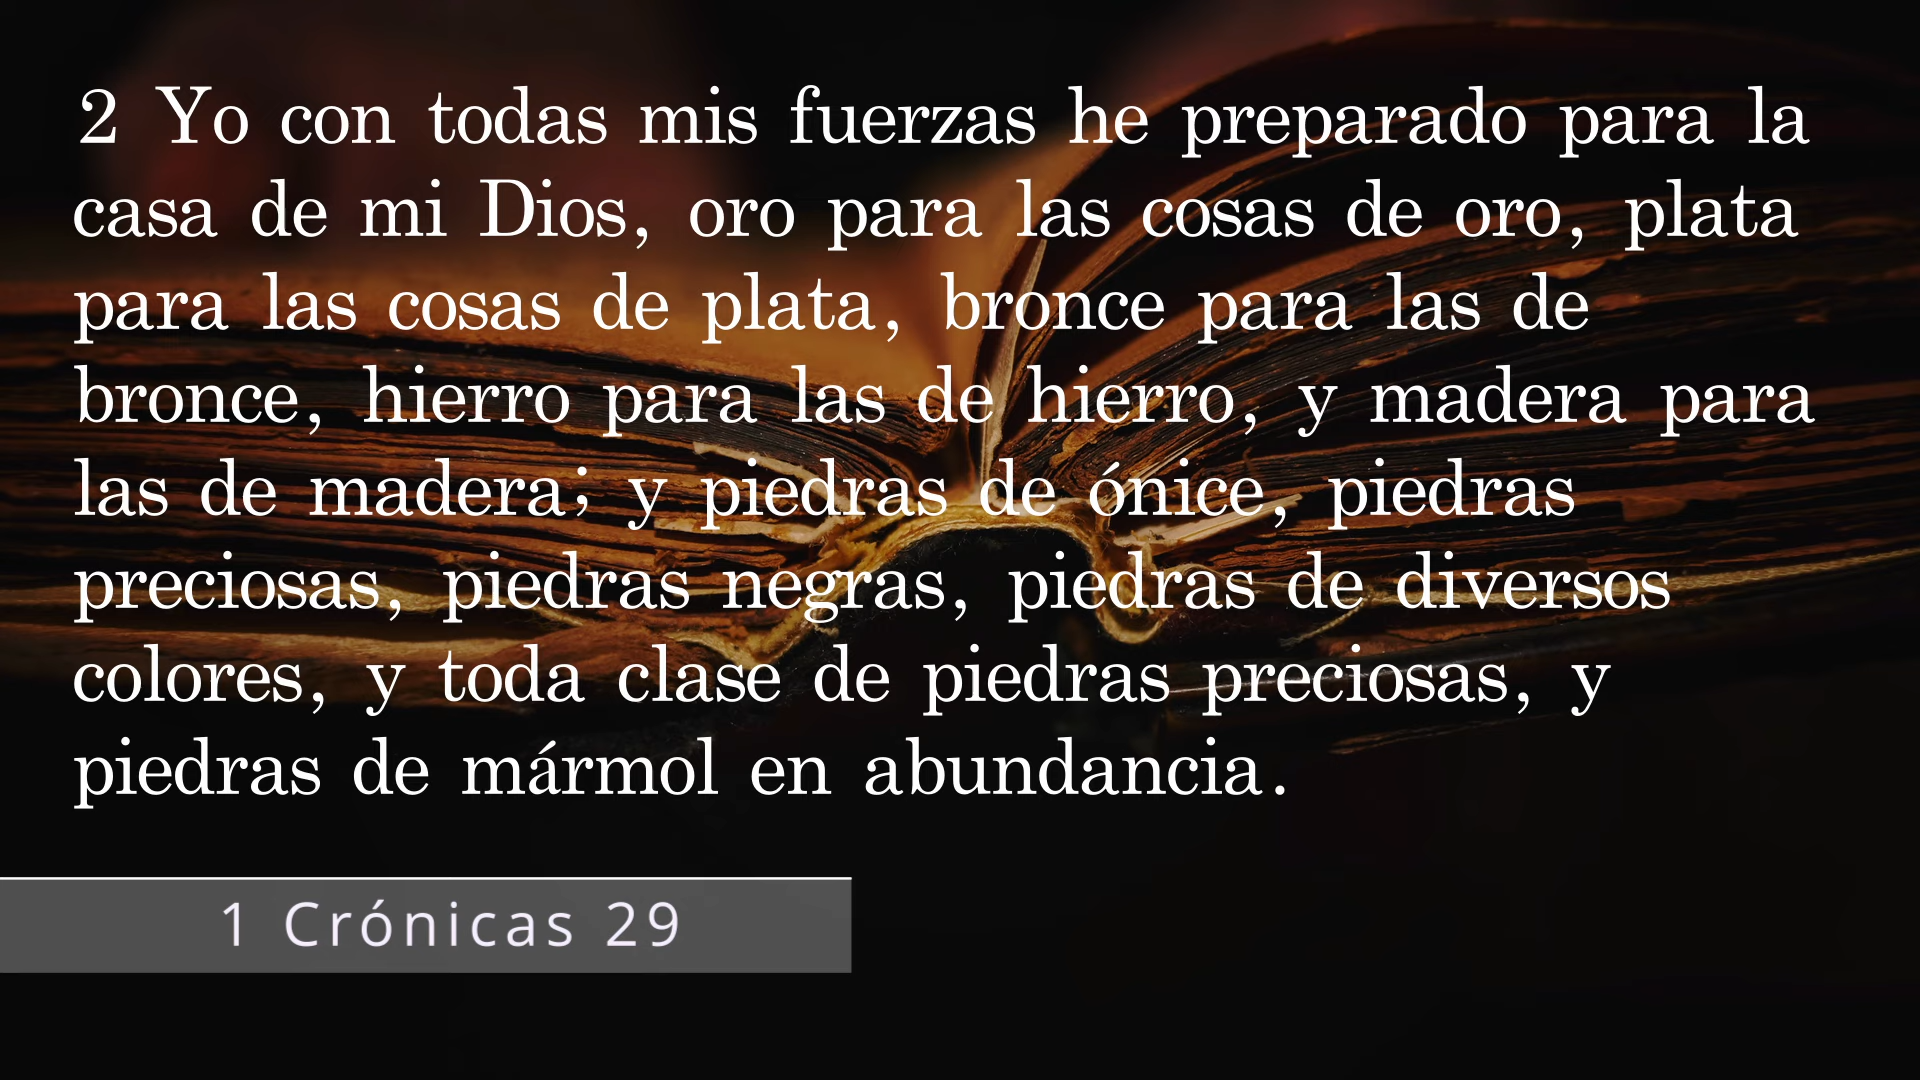 2 Yo con todas mis fuerzas he preparado para la
casa de mi Dios, oro para las cosas de oro, plata
para las cosas de plata, bronce para las de
bronce, hierro para las de hierro, y madera para
las de madera; y piedras de ónice, piedras
preciosas, piedras negras, piedras de diversos
colores, y toda clase de piedras preciosas, y
piedras de mármol en abundancia.
1 Crónicas 29